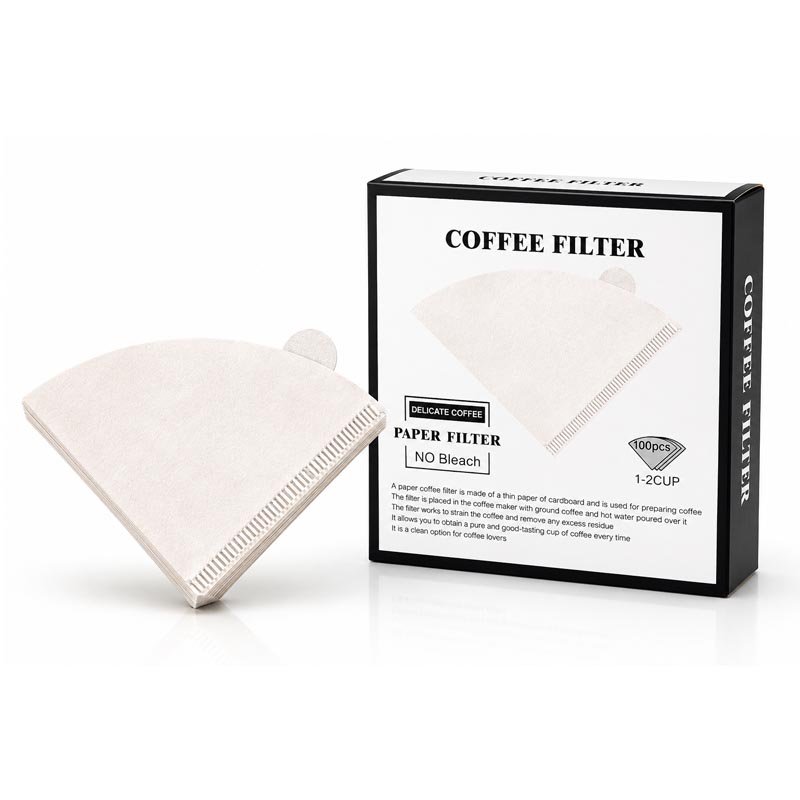 COFFEE FILTER
COFFEE FILTER
COFFEE FILTER
DELICATE COFFEE
PAPER FILTER
NO Bleach
100pcs
1-2CUP
A paper coffee filter is made of a thin paper of cardboard and is used for preparing coffee
The filter is placed in the coffee maker with ground coffee and hot water poured over it
The filter works to strain the coffee and remove any excess residue
It allows you to obtain a pure and good-tasting cup of coffee every time
It is a clean option for coffee lovers